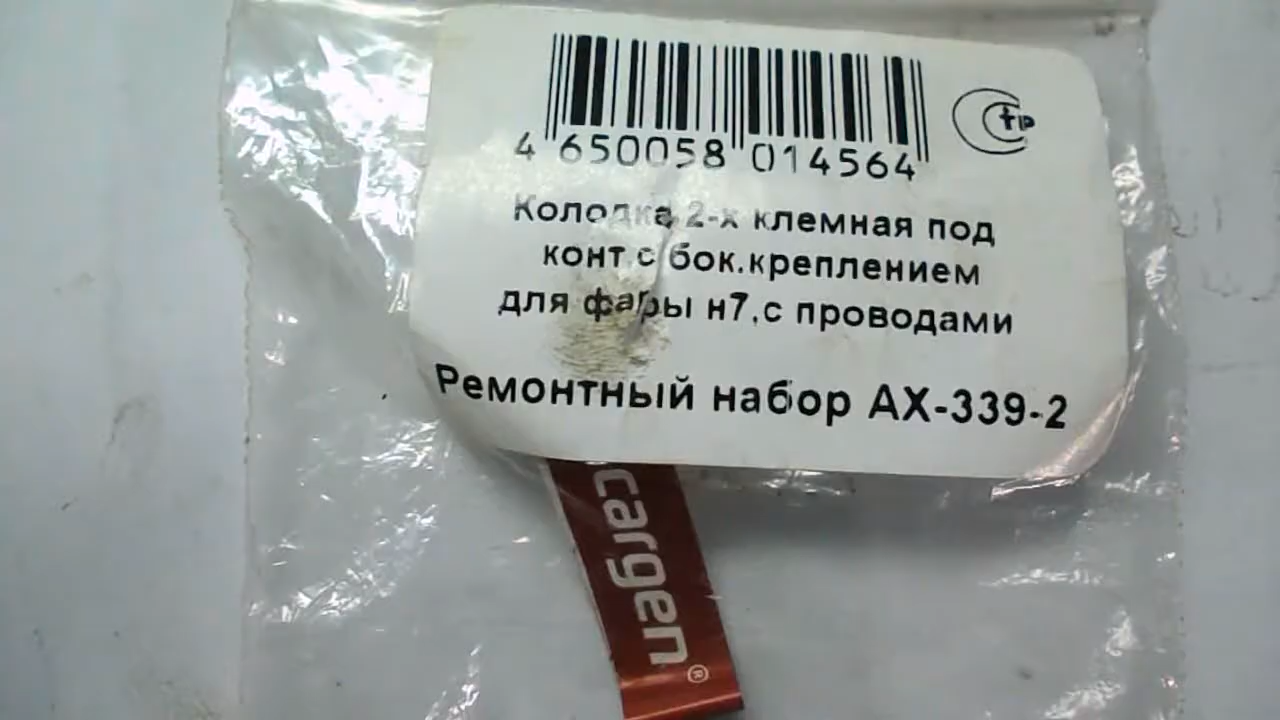 4 650058 014564
Колодка 2-х клемная под
конт.с бок.креплением
для фары н7,с проводами
Ремонтный набор АХ-339-2
cargen®